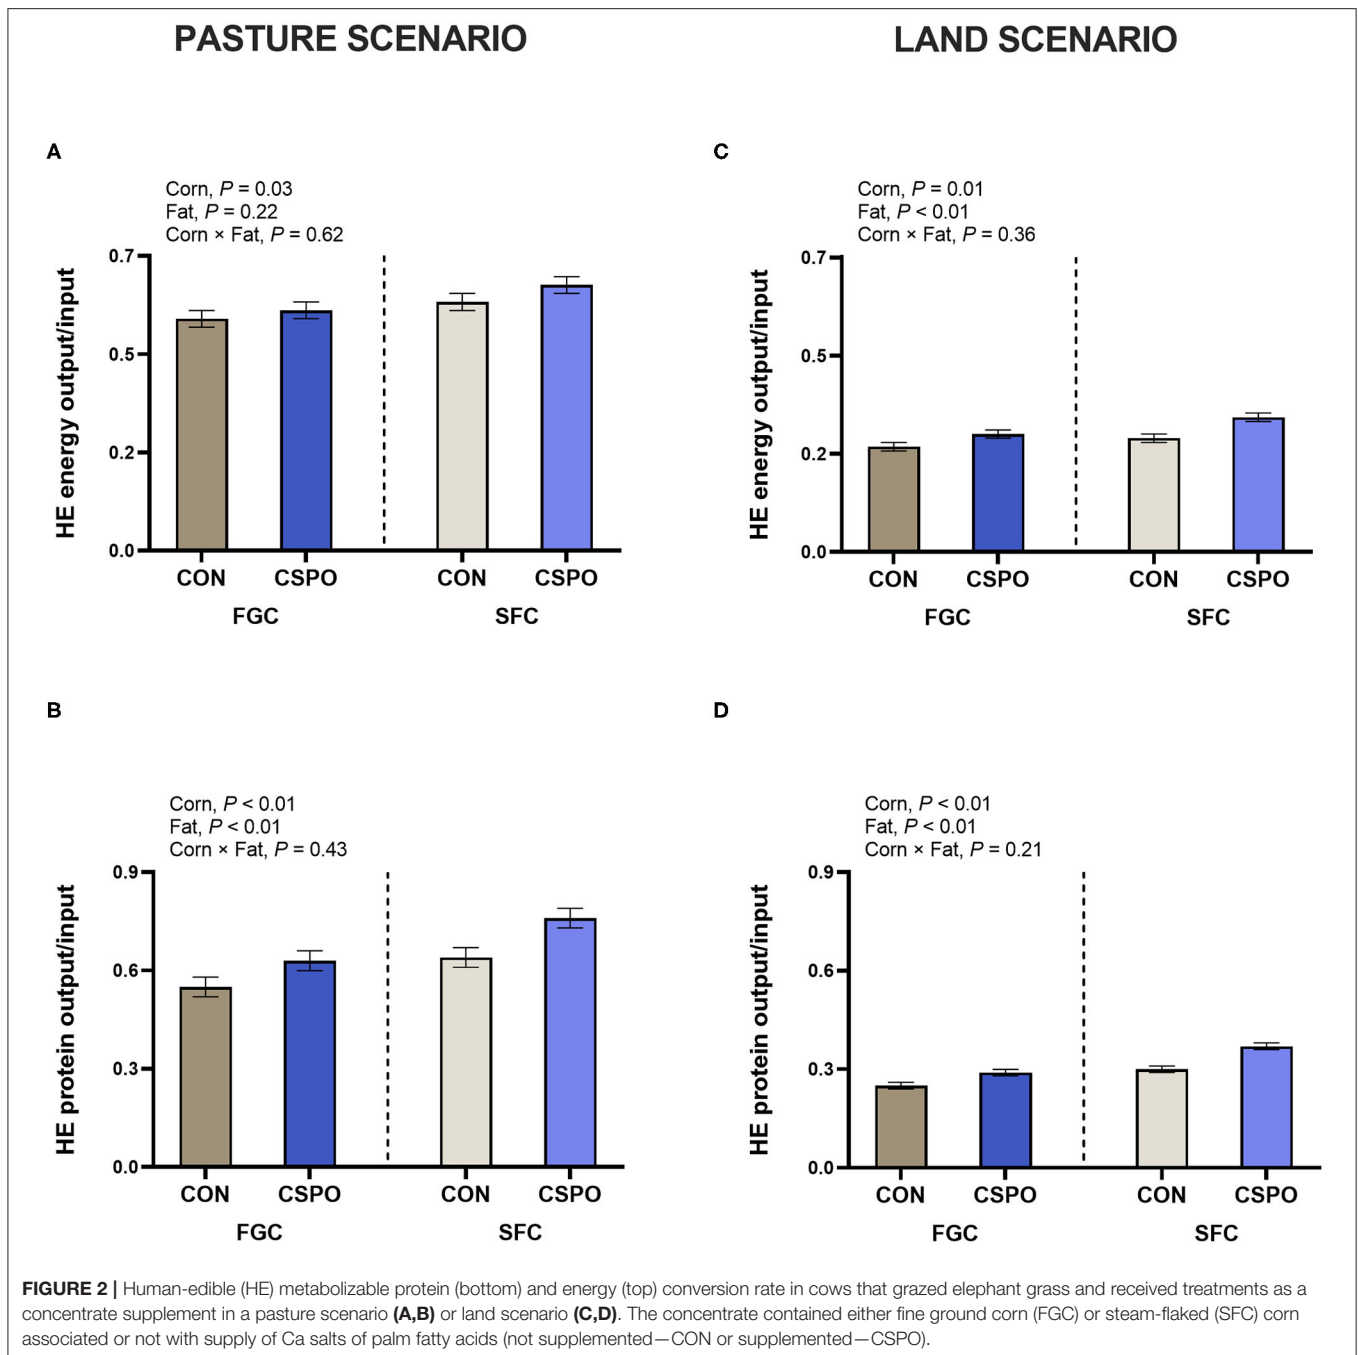 PASTURE SCENARIO
LAND SCENARIO
A
Corn, P = 0.03
Fat, P = 0.22
Corn × Fat, P = 0.62
HE energy output/input
0.7
0.5
0.2
0.0
CON CSPO CON CSPO
FGC SFC
C
Corn, P = 0.01
Fat, P < 0.01
Corn × Fat, P = 0.36
HE energy output/input
0.7
0.5
0.2
0.0
CON CSPO CON CSPO
FGC SFC
B
Corn, P < 0.01
Fat, P < 0.01
Corn × Fat, P = 0.43
HE protein output/input
0.9
0.6
0.3
0.0
CON CSPO CON CSPO
FGC SFC
D
Corn, P < 0.01
Fat, P < 0.01
Corn × Fat, P = 0.21
HE protein output/input
0.9
0.6
0.3
0.0
CON CSPO CON CSPO
FGC SFC
FIGURE 2 | Human-edible (HE) metabolizable protein (bottom) and energy (top) conversion rate in cows that grazed elephant grass and received treatments as a
concentrate supplement in a pasture scenario (A,B) or land scenario (C,D). The concentrate contained either fine ground corn (FGC) or steam-flaked (SFC) corn
associated or not with supply of Ca salts of palm fatty acids (not supplemented—CON or supplemented—CSPO).